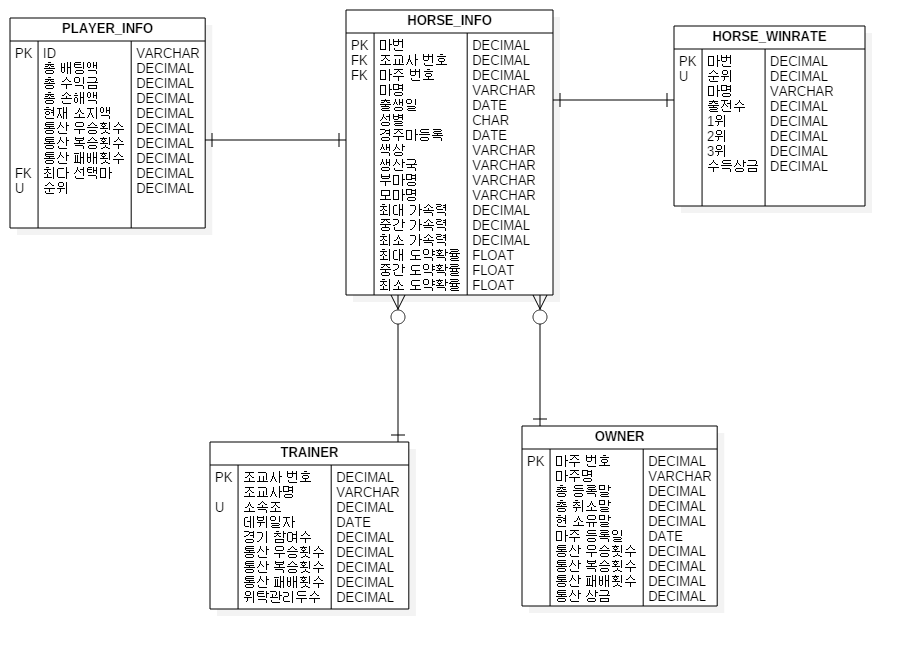 PLAYER_INFO
PK ID VARCHAR
총 배팅액 DECIMAL
총 수익금 DECIMAL
총 손해액 DECIMAL
현재 소지액 DECIMAL
통산 우승횟수 DECIMAL
통산 복승횟수 DECIMAL
통산 패배횟수 DECIMAL
FK 최다 선택마 DECIMAL
U 순위 DECIMAL
HORSE_INFO
PK 마번 DECIMAL
FK 조교사 번호 DECIMAL
FK 마주 번호 DECIMAL
마명 VARCHAR
출생일 DATE
성별 CHAR
경주마등록 DATE
색상 VARCHAR
생산국 VARCHAR
부마명 VARCHAR
모마명 VARCHAR
최대 가속력 DECIMAL
중간 가속력 DECIMAL
최소 가속력 DECIMAL
최대 도약확률 FLOAT
중간 도약확률 FLOAT
최소 도약확률 FLOAT
HORSE_WINRATE
PK 마번 DECIMAL
U 순위 DECIMAL
마명 VARCHAR
출전수 DECIMAL
1위 DECIMAL
2위 DECIMAL
3위 DECIMAL
수득상금 DECIMAL
TRAINER
PK 조교사 번호 DECIMAL
조교사명 VARCHAR
U 소속조 DECIMAL
데뷔일자 DATE
경기 참여수 DECIMAL
통산 우승횟수 DECIMAL
통산 복승횟수 DECIMAL
통산 패배횟수 DECIMAL
위탁관리두수 DECIMAL
OWNER
PK 마주 번호 DECIMAL
마주명 VARCHAR
총 등록말 DECIMAL
총 취소말 DECIMAL
현 소유말 DECIMAL
마주 등록일 DATE
통산 우승횟수 DECIMAL
통산 복승횟수 DECIMAL
통산 패배횟수 DECIMAL
통산 상금 DECIMAL